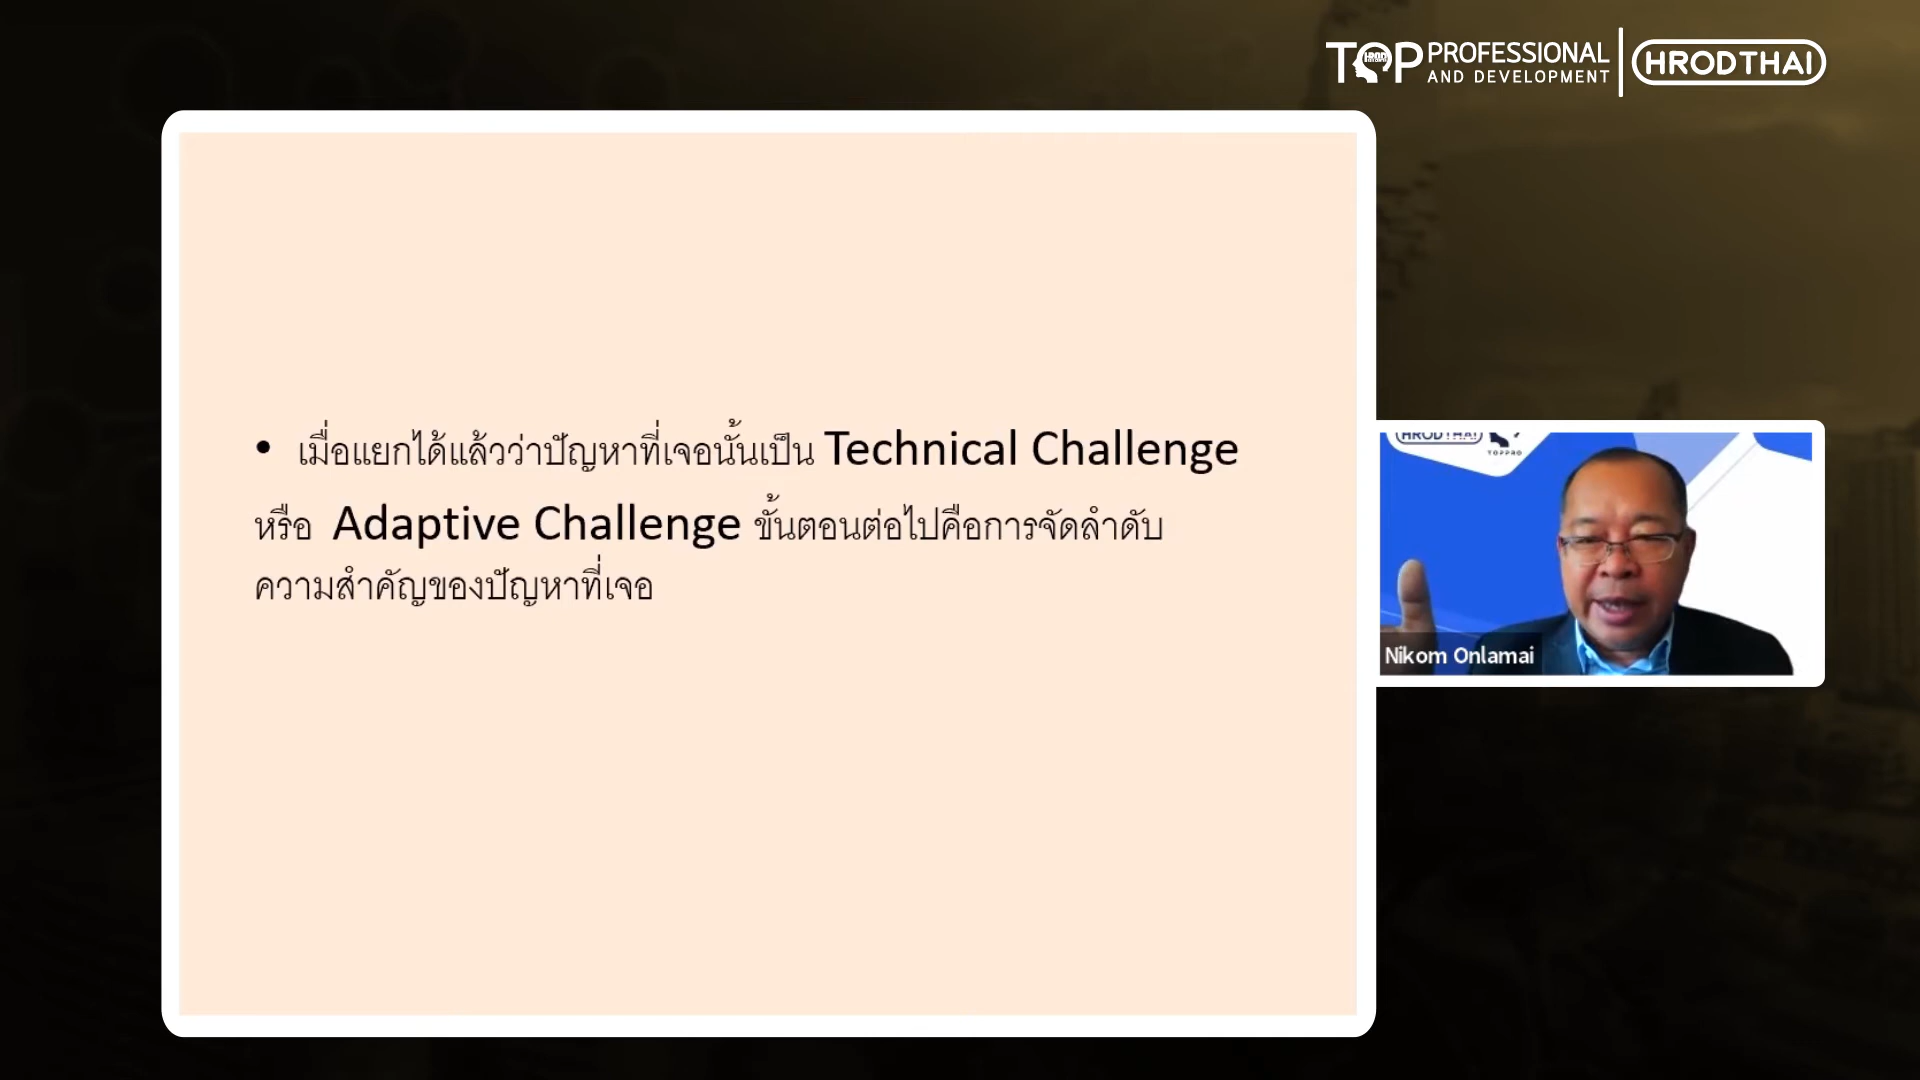 TOP PROFESSIONAL AND DEVELOPMENT
HRODTHAI
• เมื่อแยกได้แล้วว่าปัญหาที่เจอนั้นเป็น Technical Challenge
หรือ Adaptive Challenge ขั้นตอนต่อไปคือการจัดลำดับ
ความสำคัญของปัญหาที่เจอ
HRODTHAI
TOPPRO
Nikom Onlamai